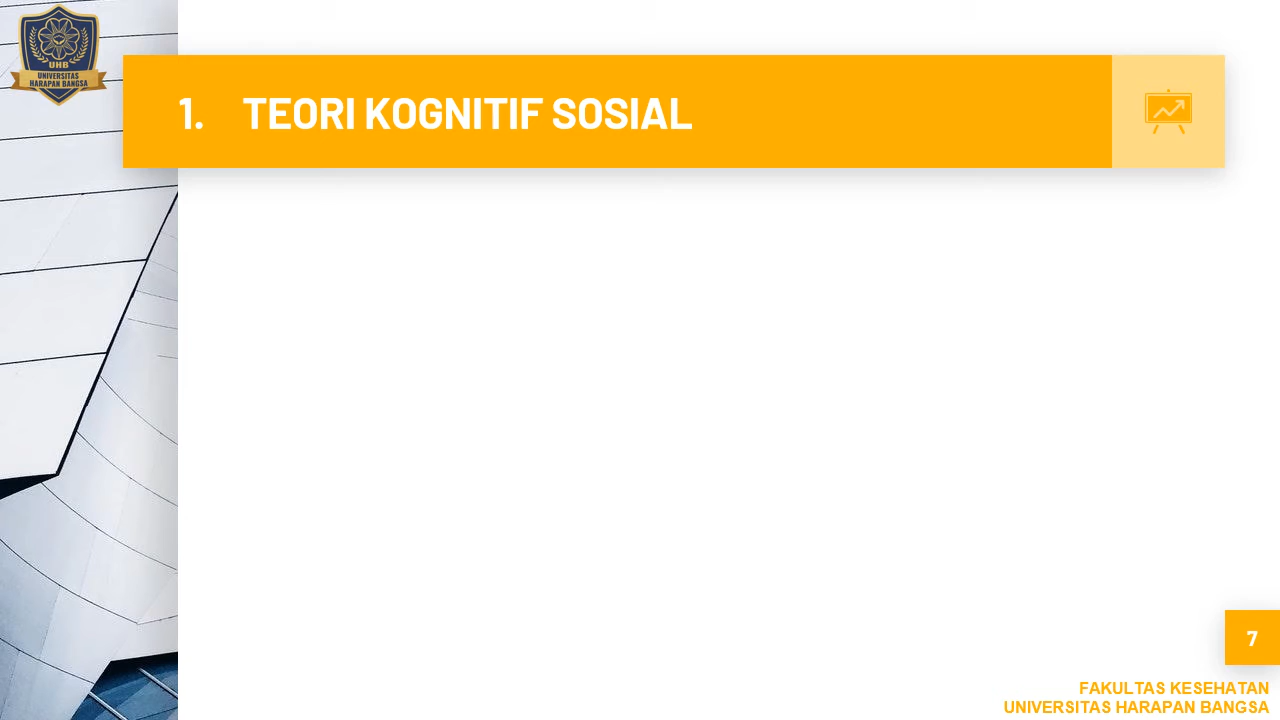 UHB
UNIVERSITAS
HARAPAN BANGSA
1. TEORI KOGNITIF SOSIAL
7
FAKULTAS KESEHATAN
UNIVERSITAS HARAPAN BANGSA